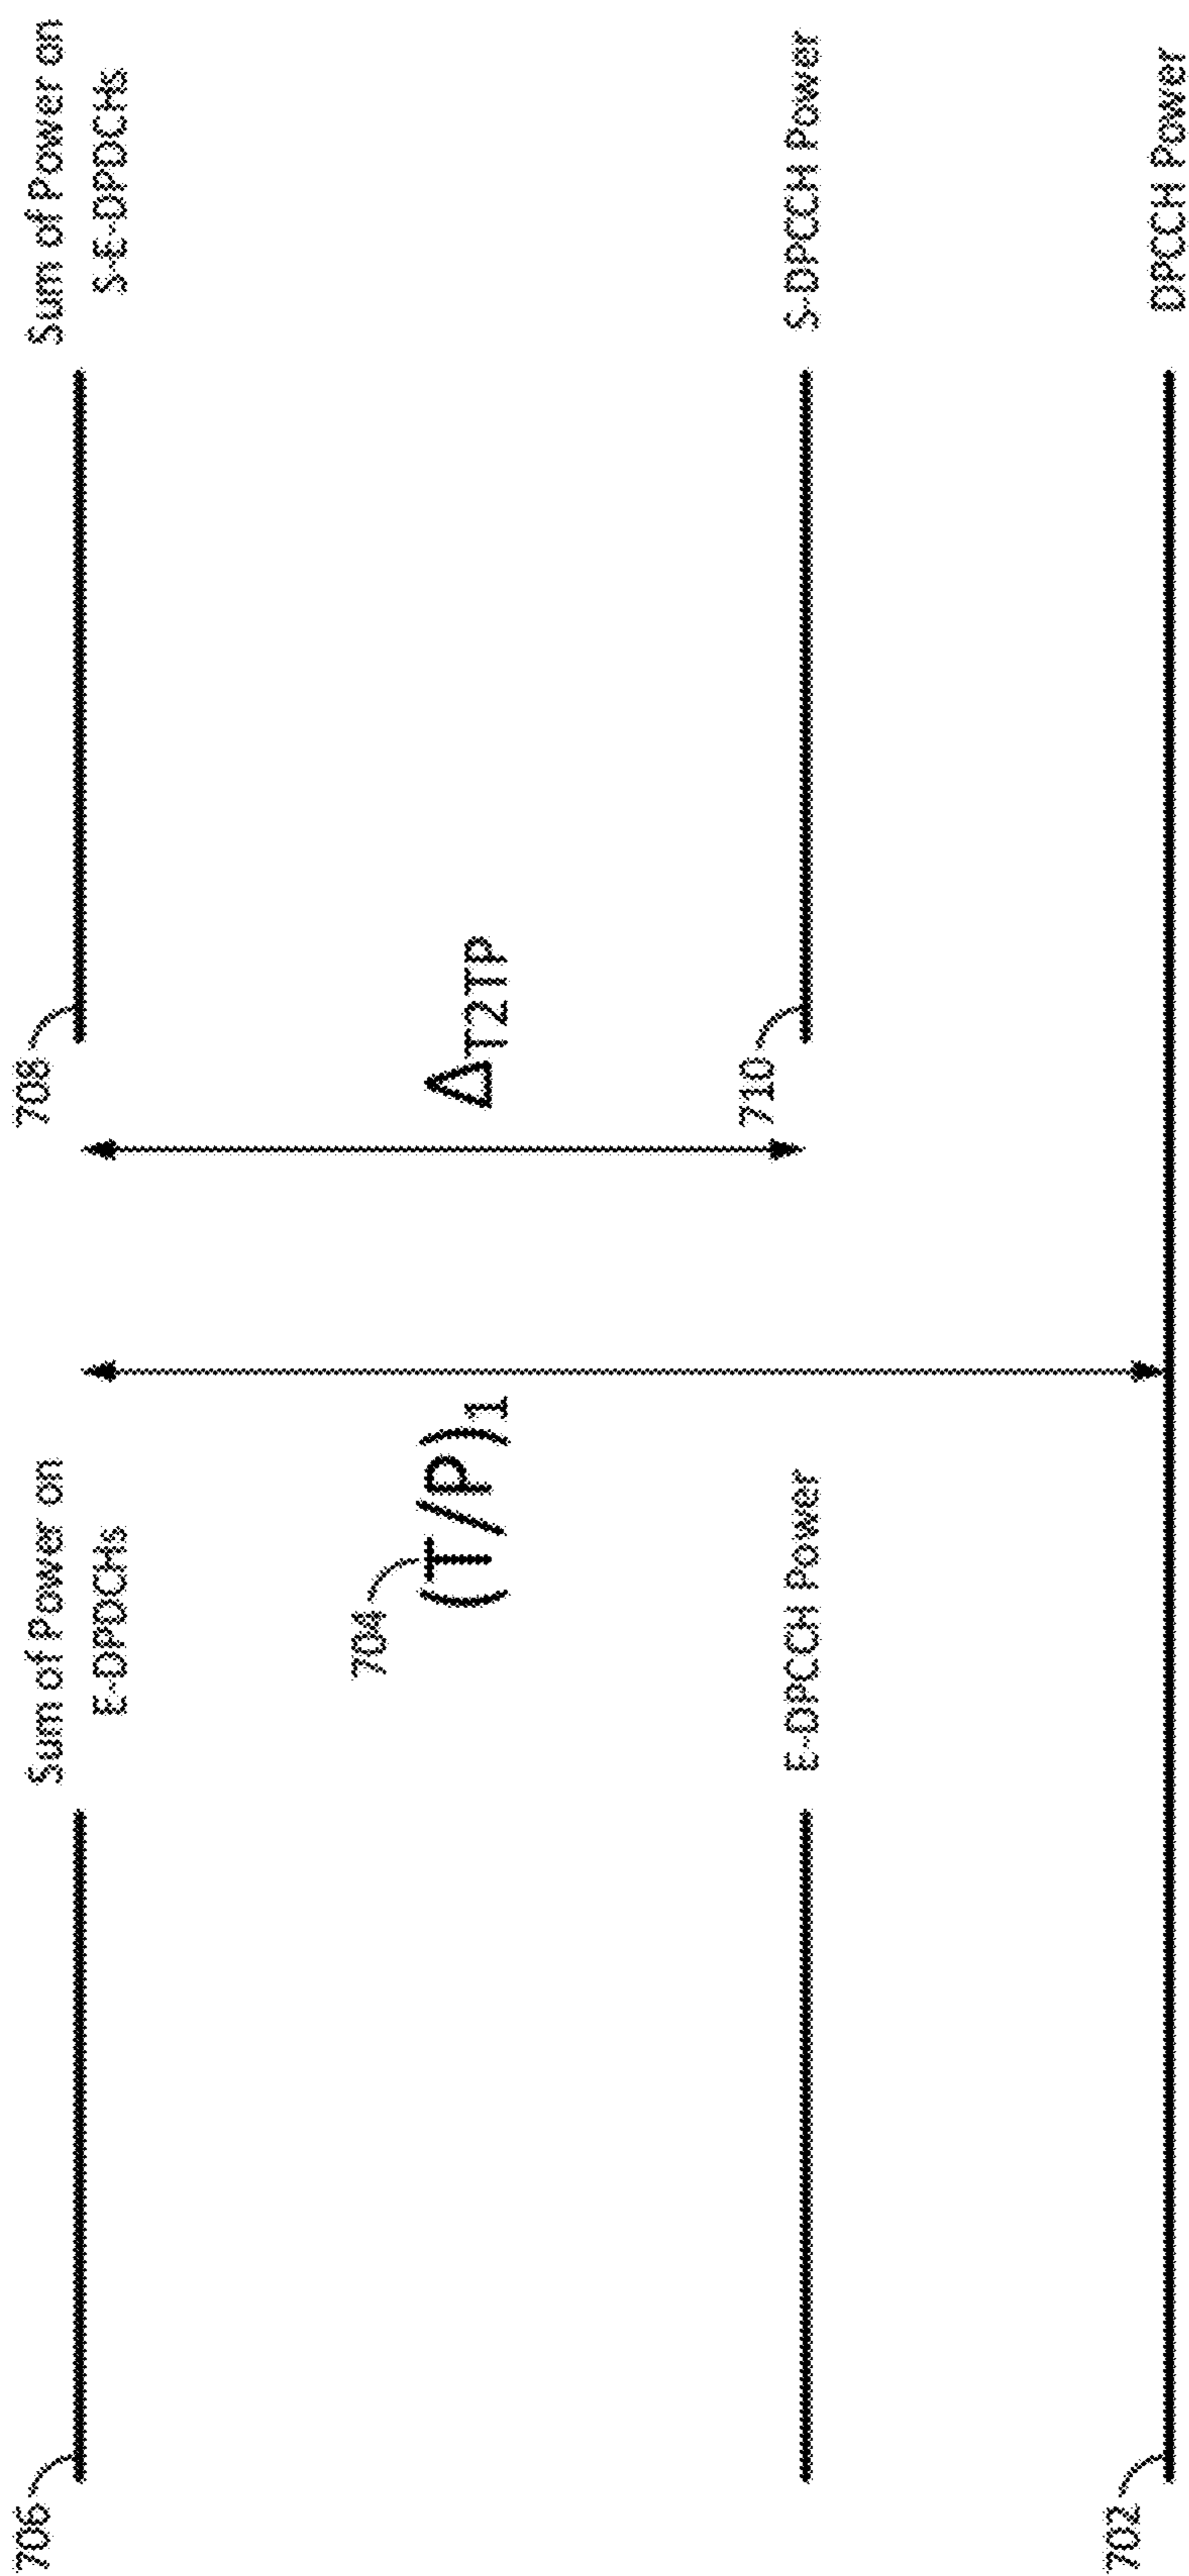 706
Sum of Power on
E-DPDCHs
708
Sum of Power on
S-E-DPDCHs
704
(T/P)1
ΔT2TP
E-DPCCH Power
710
S-DPCCH Power
702
DPCCH Power